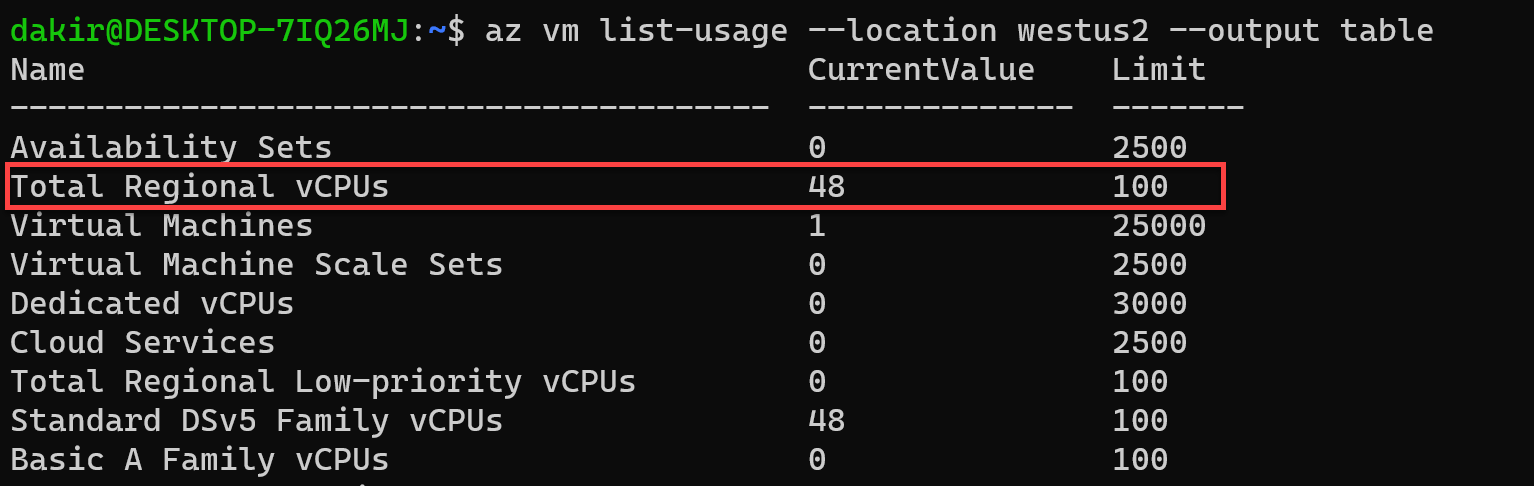 dakir@DESKTOP-7IQ26MJ:~$ az vm list-usage --location westus2 --output table
Name CurrentValue Limit
---------------------------------------- -------------- -------
Availability Sets 0 2500
Total Regional vCPUs 48 100
Virtual Machines 1 25000
Virtual Machine Scale Sets 0 2500
Dedicated vCPUs 0 3000
Cloud Services 0 2500
Total Regional Low-priority vCPUs 0 100
Standard DSv5 Family vCPUs 48 100
Basic A Family vCPUs 0 100